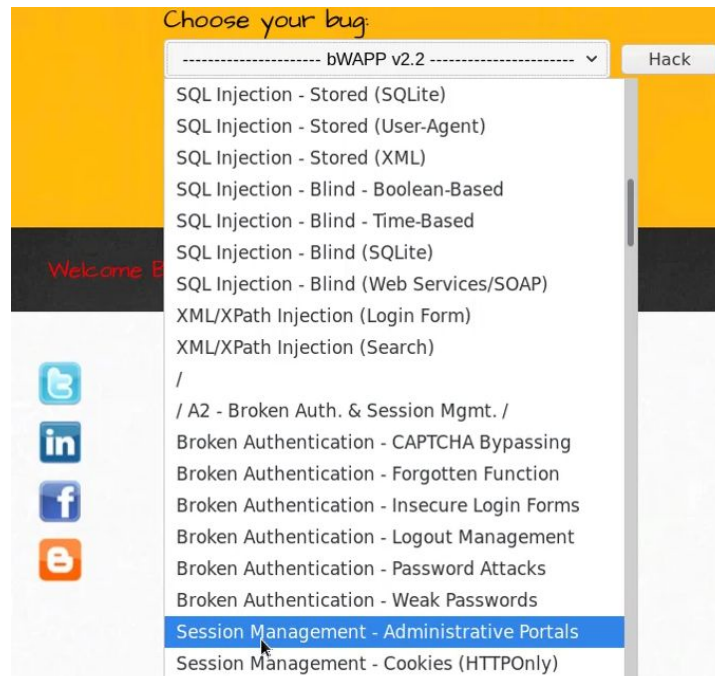 Choose your bug:
---------------------- bWAPP v2.2 ----------------------- Hack
SQL Injection - Stored (SQLite)
SQL Injection - Stored (User-Agent)
SQL Injection - Stored (XML)
SQL Injection - Blind - Boolean-Based
SQL Injection - Blind - Time-Based
SQL Injection - Blind (SQLite)
Welcome
SQL Injection - Blind (Web Services/SOAP)
XML/XPath Injection (Login Form)
XML/XPath Injection (Search)
/
/ A2 - Broken Auth. & Session Mgmt. /
Broken Authentication - CAPTCHA Bypassing
Broken Authentication - Forgotten Function
Broken Authentication - Insecure Login Forms
Broken Authentication - Logout Management
Broken Authentication - Password Attacks
Broken Authentication - Weak Passwords
Session Management - Administrative Portals
Session Management - Cookies (HTTPOnly)